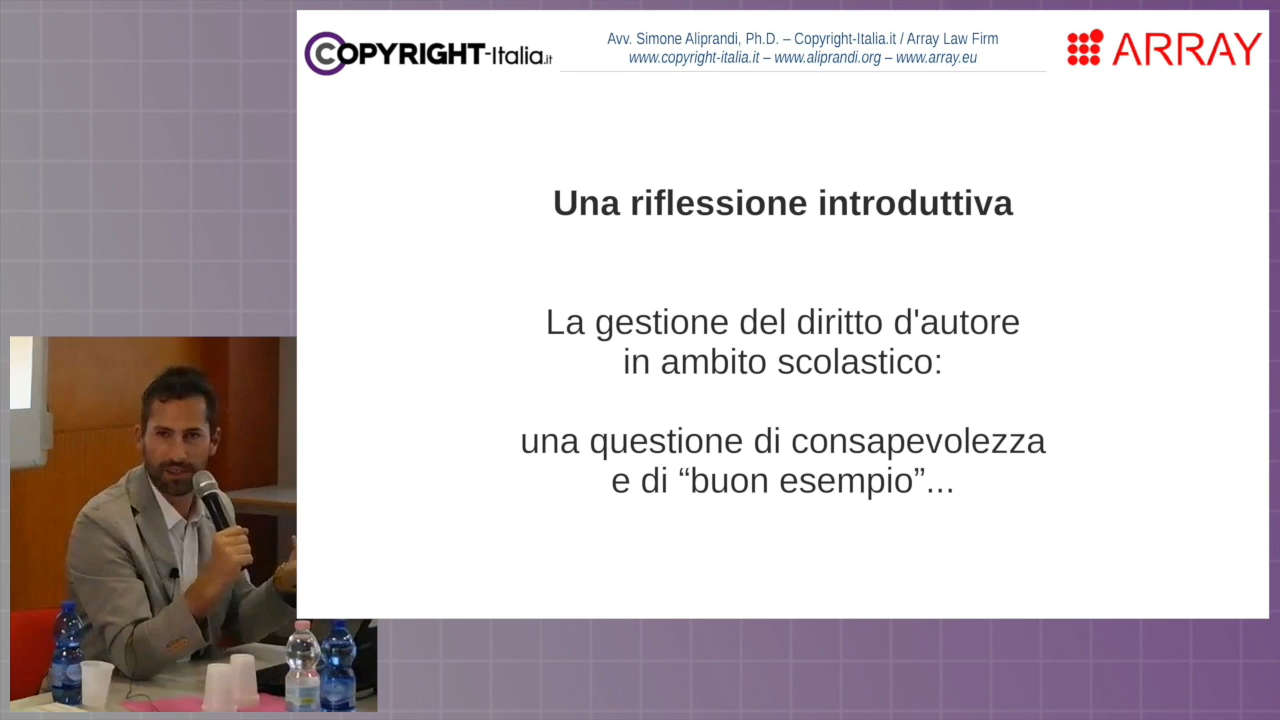 COPYRIGHT-Italia.it
Avv. Simone Aliprandi, Ph.D. – Copyright-Italia.it / Array Law Firm
www.copyright-italia.it – www.aliprandi.org – www.array.eu
ARRAY
Una riflessione introduttiva
La gestione del diritto d'autore
in ambito scolastico:
una questione di consapevolezza
e di “buon esempio”...